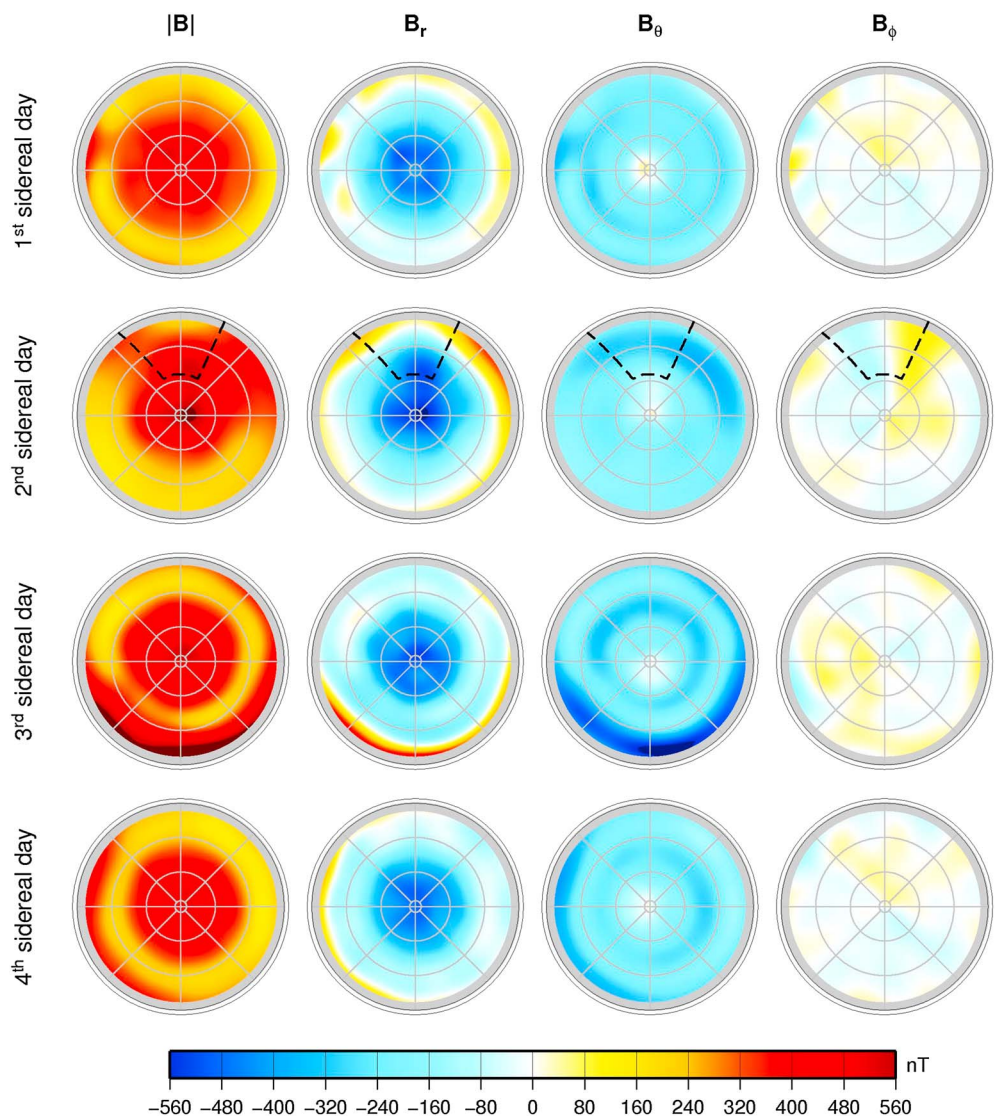 |B| B_r B_θ B_ϕ
1st sidereal day
2nd sidereal day
3rd sidereal day
4th sidereal day
nT
−560 −480 −400 −320 −240 −160 −80 0 80 160 240 320 400 480 560